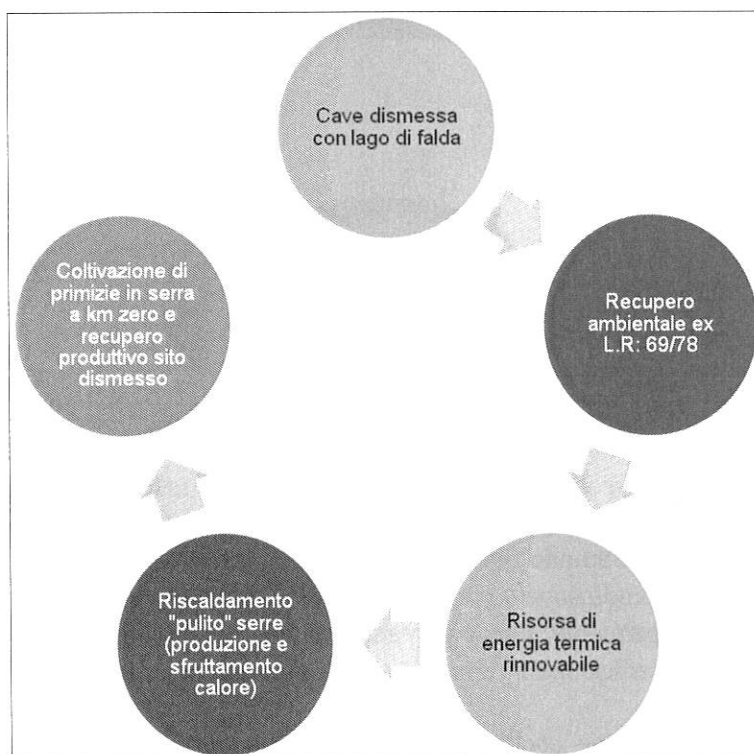 Cave dismessa
con lago di falda
Recupero
ambientale ex
L.R: 69/78
Risorsa di
energia termica
rinnovabile
Riscaldamento
"pulito" serre
(produzione e
sfruttamento
calore)
Coltivazione di
primizie in serra
a km zero e
recupero
produttivo sito
dismesso